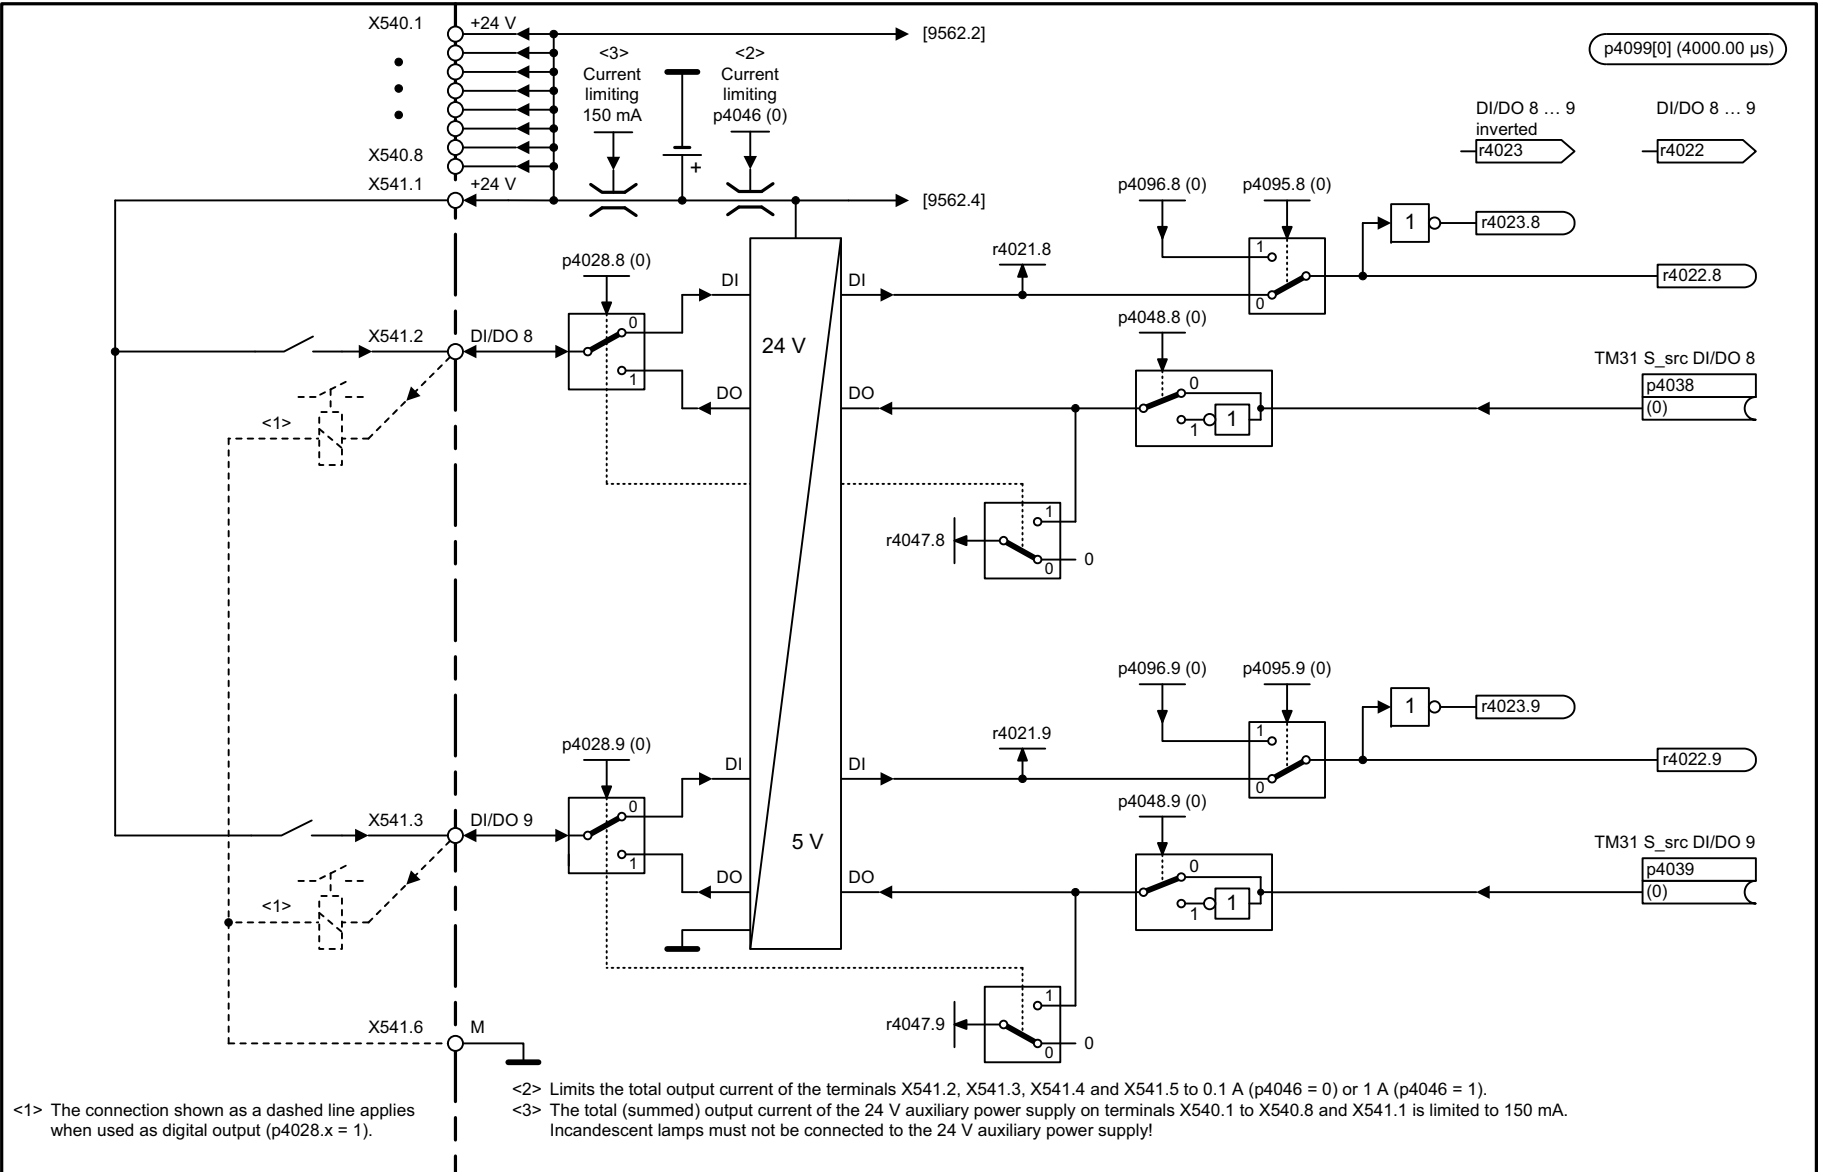 X540.1
+24 V
[9562.2]
p4099[0] (4000.00 µs)
<3>
Current
limiting
150 mA
<2>
Current
limiting
p4046 (0)
+
DI/DO 8 … 9
inverted
r4023
DI/DO 8 … 9
r4022
X540.8
X541.1
+24 V
[9562.4]
p4096.8 (0)
p4095.8 (0)
1
0
1
r4023.8
r4022.8
p4028.8 (0)
DI
DI
r4021.8
X541.2
DI/DO 8
0
1
24 V
p4048.8 (0)
DO
DO
0
1
1
TM31 S_src DI/DO 8
p4038
(0)
<1>
r4047.8
1
0
0
p4096.9 (0)
p4095.9 (0)
1
0
1
r4023.9
r4022.9
p4028.9 (0)
DI
DI
r4021.9
X541.3
DI/DO 9
0
1
5 V
p4048.9 (0)
DO
DO
0
1
1
TM31 S_src DI/DO 9
p4039
(0)
<1>
r4047.9
1
0
0
X541.6
M
<1> The connection shown as a dashed line applies
when used as digital output (p4028.x = 1).
<2> Limits the total output current of the terminals X541.2, X541.3, X541.4 and X541.5 to 0.1 A (p4046 = 0) or 1 A (p4046 = 1).
<3> The total (summed) output current of the 24 V auxiliary power supply on terminals X540.1 to X540.8 and X541.1 is limited to 150 mA.
Incandescent lamps must not be connected to the 24 V auxiliary power supply!